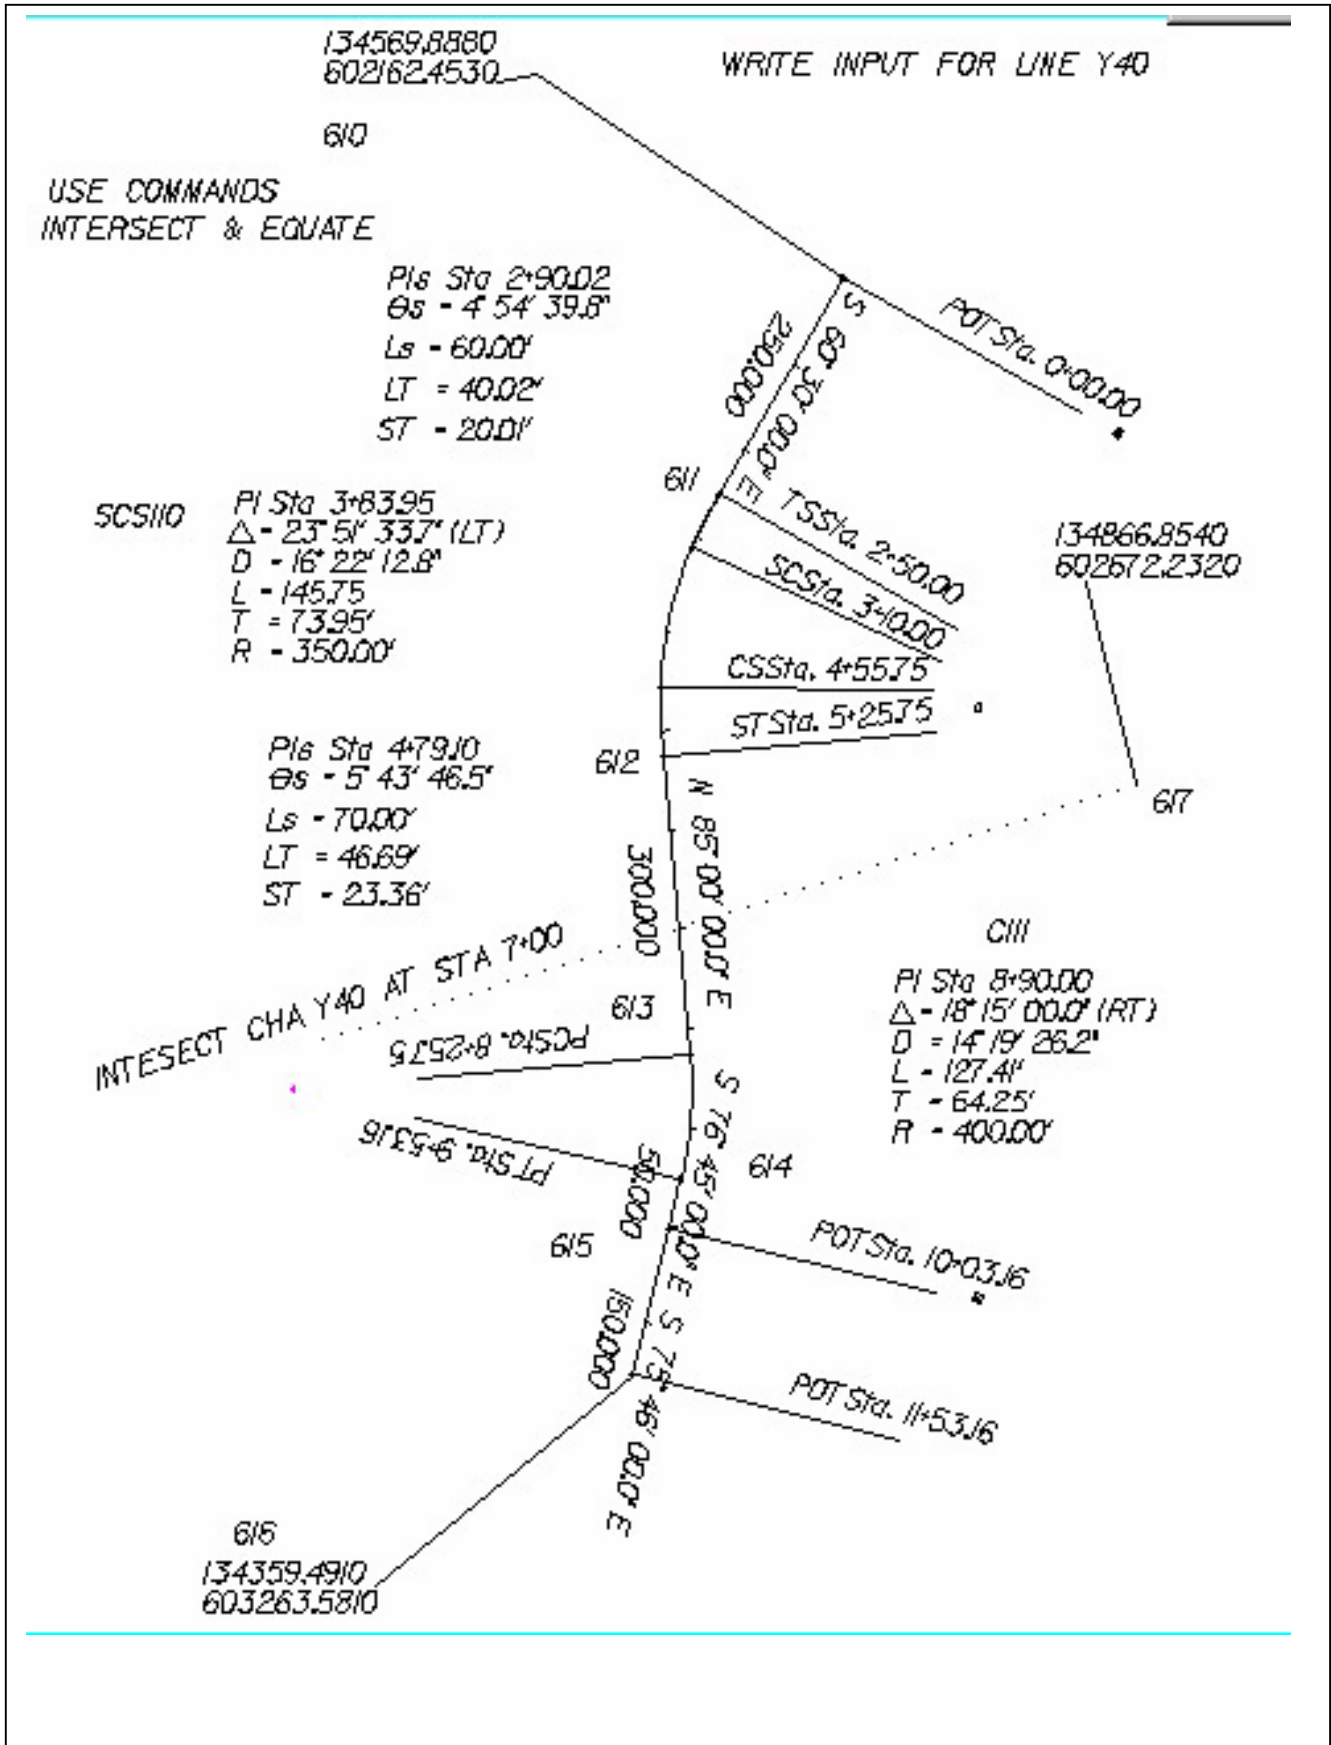 134569.8880
602162.4530
WRITE INPUT FOR LINE Y40
610
USE COMMANDS
INTERSECT & EQUATE
PIs Sta 2+90.02
Өs = 4° 54' 39.8"
Ls = 60.00'
LT = 40.02'
ST = 20.01'
250.000
S 60° 30' 00.0" E
POT Sta. 0+00.00
611
TS Sta. 2+50.00
SC Sta. 3+10.00
CS Sta. 4+55.75
ST Sta. 5+25.75
SCS110
PI Sta 3+83.95
Δ = 23° 51' 33.7" (LT)
D = 16° 22' 12.8"
L = 145.75
T = 73.95'
R = 350.00'
134866.8540
602672.2320
617
612
PIs Sta 4+79.10
Өs = 5° 43' 46.5"
Ls = 70.00'
LT = 46.69'
ST = 23.36'
N 85° 00' 00.0" E
300.000
INTESECT CHA Y40 AT STA 7+00
613
PC Sta. 8+25.75
C111
PI Sta 8+90.00
Δ = 18° 15' 00.0" (RT)
D = 14° 19' 26.2"
L = 127.41'
T = 64.25'
R = 400.00'
PT Sta. 9+53.16
614
S 76° 45' 00.0" E
50.000
615
POT Sta. 10+03.16
S 75° 46' 00.0" E
150.000
POT Sta. 11+53.16
616
134359.4910
603263.5810